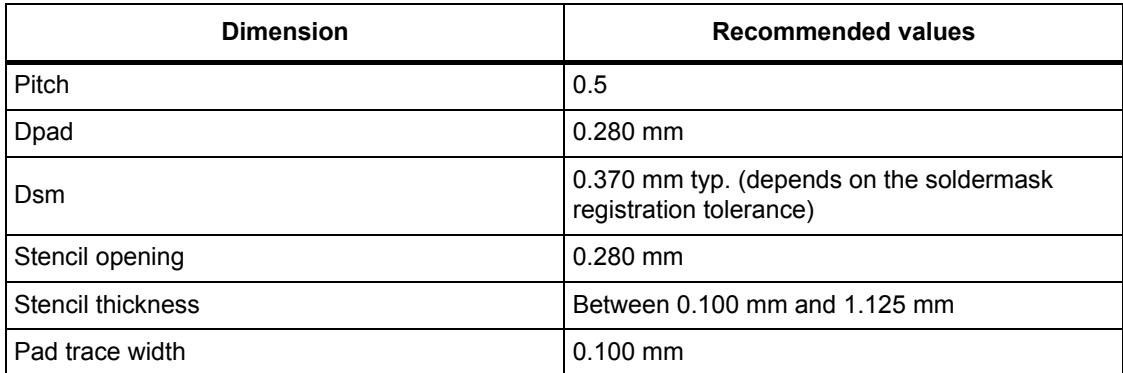 Dimension Recommended values
Pitch 0.5
Dpad 0.280 mm
Dsm 0.370 mm typ. (depends on the soldermask
registration tolerance)
Stencil opening 0.280 mm
Stencil thickness Between 0.100 mm and 1.125 mm
Pad trace width 0.100 mm